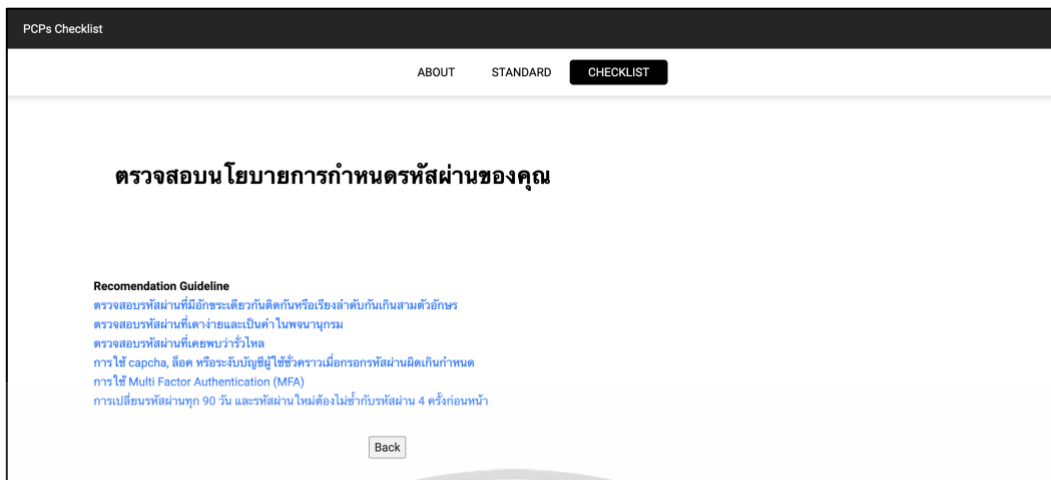 PCPs Checklist
ABOUT STANDARD CHECKLIST
ตรวจสอบนโยบายการกำหนดรหัสผ่านของคุณ
Recomendation Guideline
ตรวจสอบรหัสผ่านที่มีอักขระเดียวกันติดกันหรือเรียงลำดับกันเกินสามตัวอักษร
ตรวจสอบรหัสผ่านที่เดาง่ายและเป็นคำในพจนานุกรม
ตรวจสอบรหัสผ่านที่เคยพบว่ารั่วไหล
การใช้ capcha, ล็อค หรือระงับบัญชีผู้ใช้ชั่วคราวเมื่อกรอกรหัสผ่านผิดเกินกำหนด
การใช้ Multi Factor Authentication (MFA)
การเปลี่ยนรหัสผ่านทุก 90 วัน และรหัสผ่านใหม่ต้องไม่ซ้ำกับรหัสผ่าน 4 ครั้งก่อนหน้า
Back